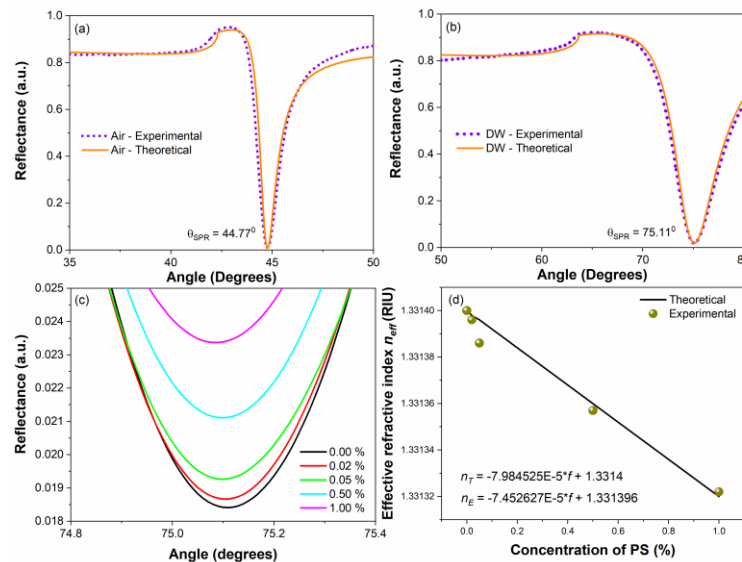 (a)
Reflectance (a.u.)
1.0
0.8
0.6
0.4
0.2
0.0
Air - Experimental
Air - Theoretical
θSPR = 44.77⁰
35
40
45
50
Angle (Degrees)
(b)
Reflectance (a.u.)
1.0
0.8
0.6
0.4
0.2
0.0
DW - Experimental
DW - Theoretical
θSPR = 75.11⁰
50
60
70
80
Angle (Degrees)
(c)
Reflectance (a.u.)
0.025
0.024
0.023
0.022
0.021
0.020
0.019
0.018
0.00 %
0.02 %
0.05 %
0.50 %
1.00 %
74.8
75.0
75.2
75.4
Angle (degrees)
(d)
Effective refractive index neff (RIU)
1.33140
1.33138
1.33136
1.33134
1.33132
Theoretical
Experimental
nT = -7.984525E-5*f + 1.3314
nE = -7.452627E-5*f + 1.331396
0.0
0.2
0.4
0.6
0.8
1.0
Concentration of PS (%)